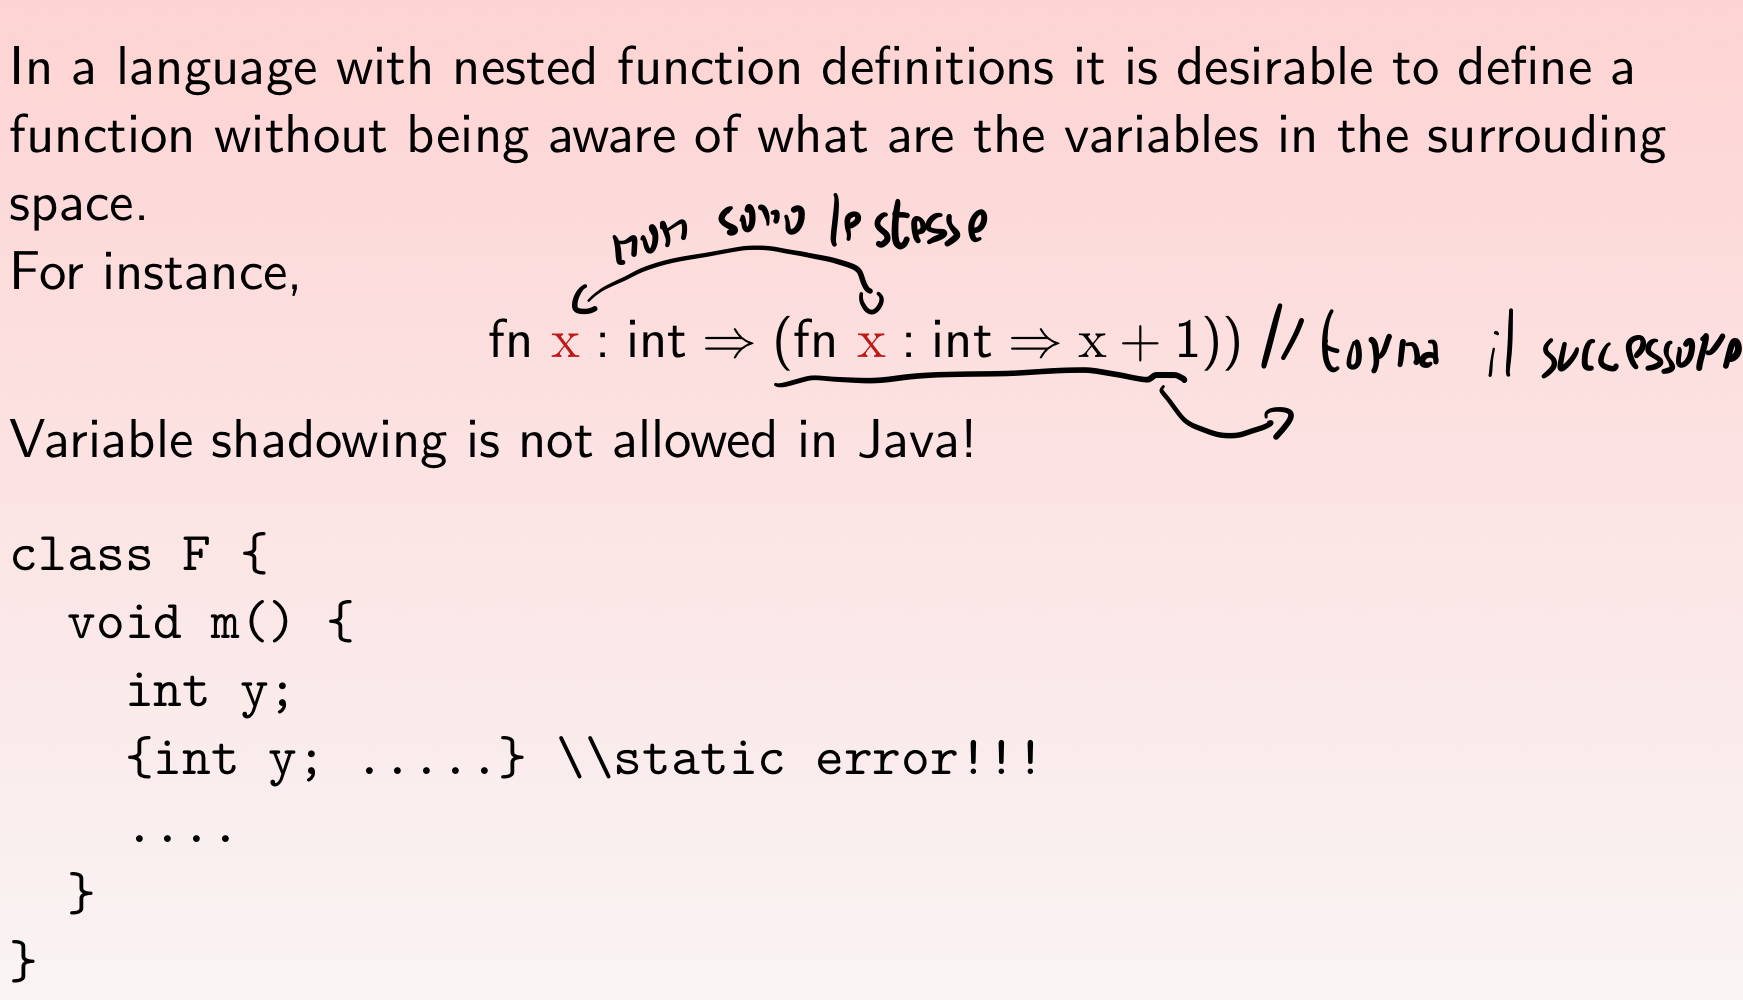 In a language with nested function definitions it is desirable to define a
function without being aware of what are the variables in the surrouding
space.
non sono le stesse
For instance,
fn x : int ⇒ (fn x : int ⇒ x + 1)) // torna il successore
Variable shadowing is not allowed in Java!
class F {
void m() {
int y;
{int y; .....} \\static error!!!
....
}
}